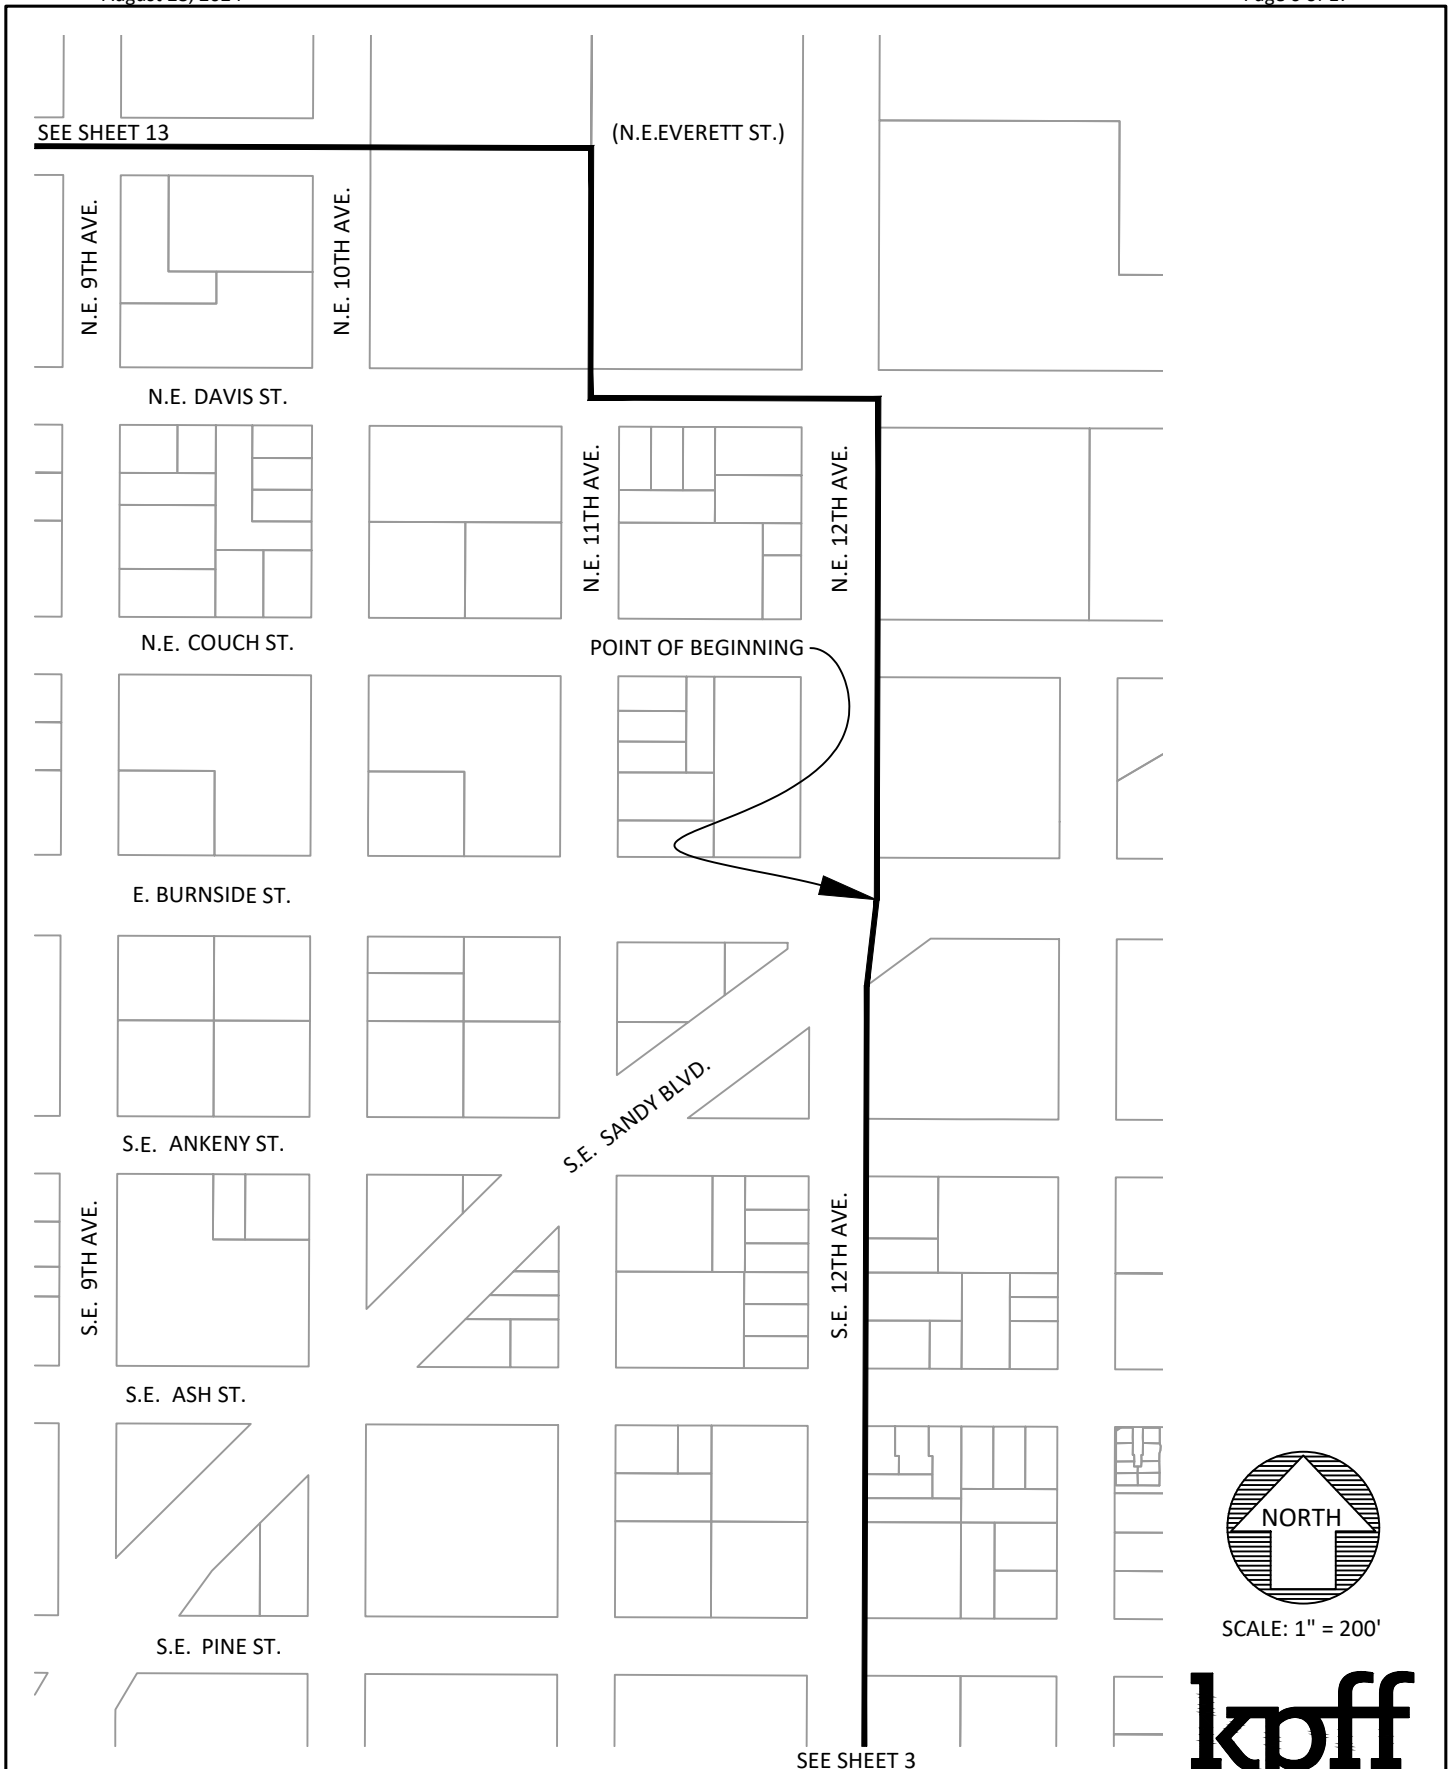 SEE SHEET 13
(N.E.EVERETT ST.)
N.E. 9TH AVE.
N.E. 10TH AVE.
N.E. DAVIS ST.
N.E. 11TH AVE.
N.E. 12TH AVE.
N.E. COUCH ST.
POINT OF BEGINNING
E. BURNSIDE ST.
S.E. SANDY BLVD.
S.E. ANKENY ST.
S.E. 9TH AVE.
S.E. 12TH AVE.
S.E. ASH ST.
NORTH
SCALE: 1" = 200'
S.E. PINE ST.
kpff
SEE SHEET 3